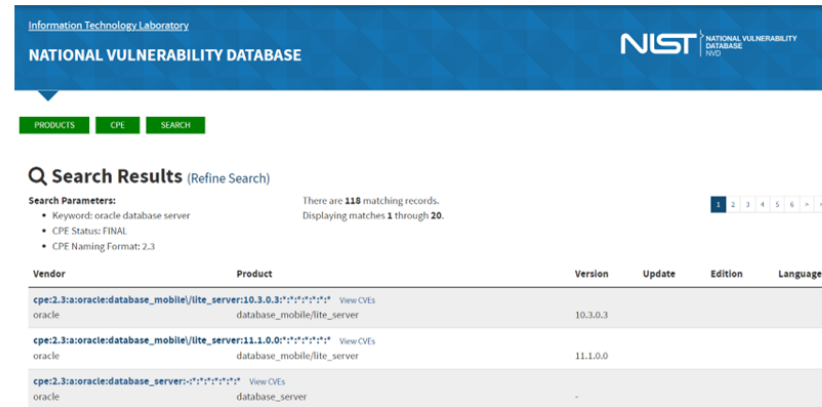 Information Technology Laboratory
NATIONAL VULNERABILITY DATABASE
NIST
NATIONAL VULNERABILITY
DATABASE
NVD
PRODUCTS CPE SEARCH
Search Results (Refine Search)
Search Parameters:
• Keyword: oracle database server
• CPE Status: FINAL
• CPE Naming Format: 2.3
There are 118 matching records.
Displaying matches 1 through 20.
1 2 3 4 5 6 >
Vendor Product Version Update Edition Language
cpe:2.3:a:oracle:database_mobile\/lite_server:10.3.0.3:*:*:*:*:*:*:* View CVEs
oracle database_mobile/lite_server 10.3.0.3
cpe:2.3:a:oracle:database_mobile\/lite_server:11.1.0.0:*:*:*:*:*:*:* View CVEs
oracle database_mobile/lite_server 11.1.0.0
cpe:2.3:a:oracle:database_server:-:*:*:*:*:*:*:* View CVEs
oracle database_server -